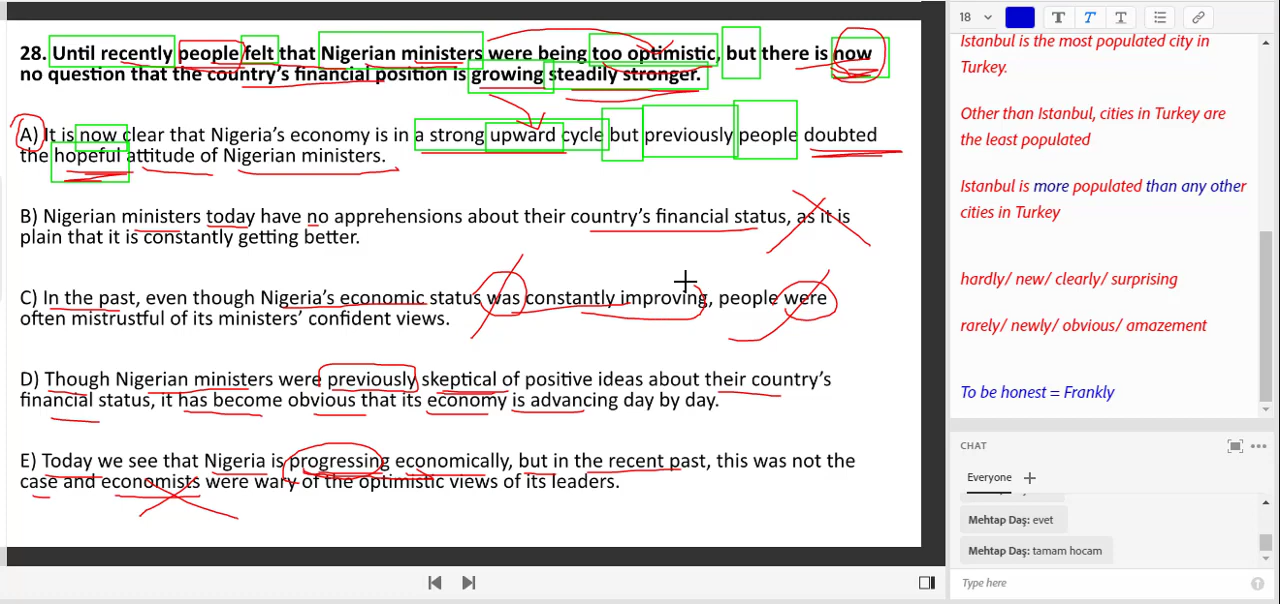 28. Until recently people felt that Nigerian ministers were being too optimistic, but there is now
no question that the country's financial position is growing steadily stronger.
A) It is now clear that Nigeria's economy is in a strong upward cycle but previously people doubted
the hopeful attitude of Nigerian ministers.
B) Nigerian ministers today have no apprehensions about their country's financial status, as it is
plain that it is constantly getting better.
C) In the past, even though Nigeria's economic status was constantly improving, people were
often mistrustful of its ministers' confident views.
D) Though Nigerian ministers were previously skeptical of positive ideas about their country's
financial status, it has become obvious that its economy is advancing day by day.
E) Today we see that Nigeria is progressing economically, but in the recent past, this was not the
case and economists were wary of the optimistic views of its leaders.
18
T T T
Istanbul is the most populated city in
Turkey.
Other than Istanbul, cities in Turkey are
the least populated
Istanbul is more populated than any other
cities in Turkey
hardly/ new/ clearly/ surprising
rarely/ newly/ obvious/ amazement
To be honest = Frankly
CHAT
Everyone
Mehtap Daş: evet
Mehtap Daş: tamam hocam
Type here